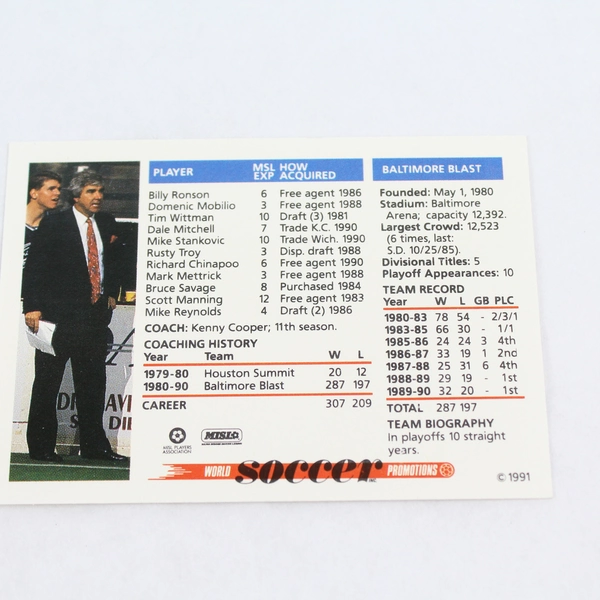 PLAYER MSL EXP HOW ACQUIRED
Billy Ronson 6 Free agent 1986
Domenic Mobilio 3 Free agent 1988
Tim Wittman 10 Draft (3) 1981
Dale Mitchell 7 Trade K.C. 1990
Mike Stankovic 10 Trade Wich. 1990
Rusty Troy 3 Disp. draft 1988
Richard Chinapoo 6 Free agent 1990
Mark Mettrick 3 Free agent 1988
Bruce Savage 8 Purchased 1984
Scott Manning 12 Free agent 1983
Mike Reynolds 4 Draft (2) 1986
COACH: Kenny Cooper; 11th season.
COACHING HISTORY
Year Team W L
1979-80 Houston Summit 20 12
1980-90 Baltimore Blast 287 197
CAREER 307 209
MSL PLAYERS
ASSOCIATION
MISL
WORLD soccer PROMOTIONS INC.
BALTIMORE BLAST
Founded: May 1, 1980
Stadium: Baltimore
Arena; capacity 12,392.
Largest Crowd: 12,523
(6 times, last:
S.D. 10/25/85).
Divisional Titles: 5
Playoff Appearances: 10
TEAM RECORD
Year W L GB PLC
1980-83 78 54 - 2/3/1
1983-85 66 30 - 1/1
1985-86 24 24 3 4th
1986-87 33 19 1 2nd
1987-88 25 31 6 4th
1988-89 29 19 - 1st
1989-90 32 20 - 1st
TOTAL 287 197
TEAM BIOGRAPHY
In playoffs 10 straight
years.
© 1991